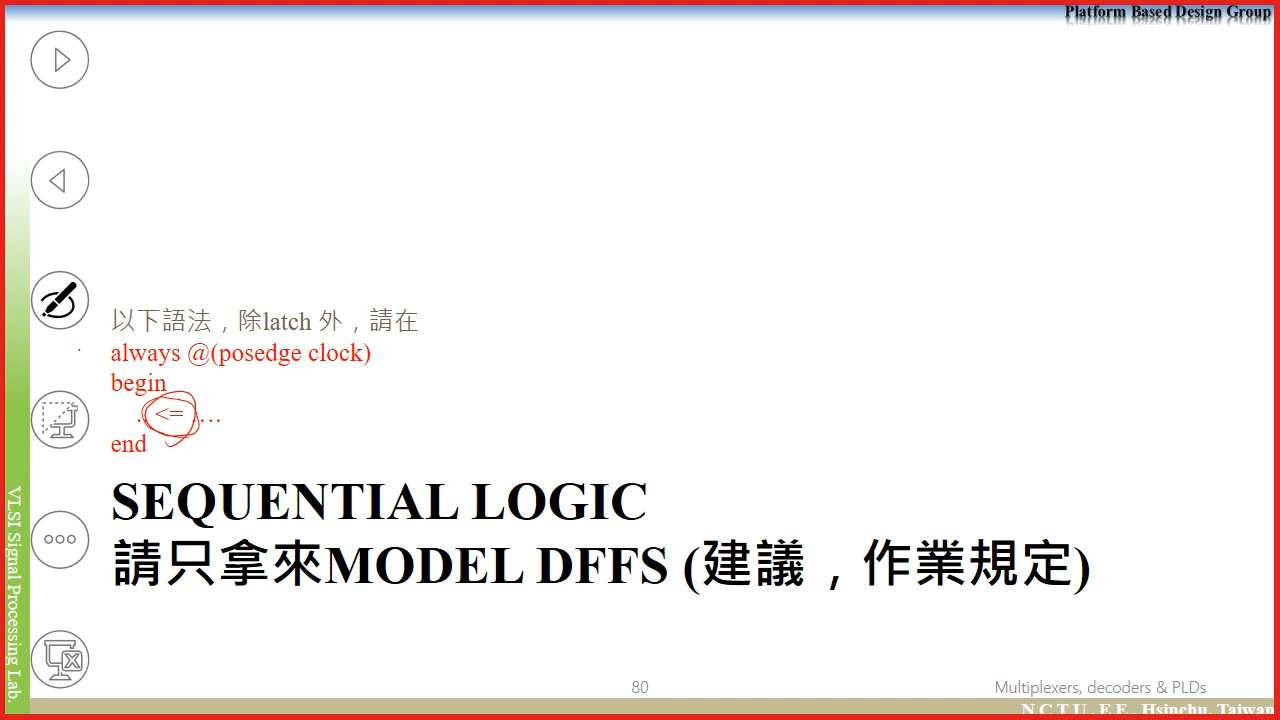 Platform Based Design Group
以下語法，除latch 外，請在
always @(posedge clock)
begin
.. <= ....
end
SEQUENTIAL LOGIC
請只拿來MODEL DFFS (建議，作業規定)
VLSI Signal Processing Lab.
80
Multiplexers, decoders & PLDs
N C T U . E E , Hsinchu, Taiwan